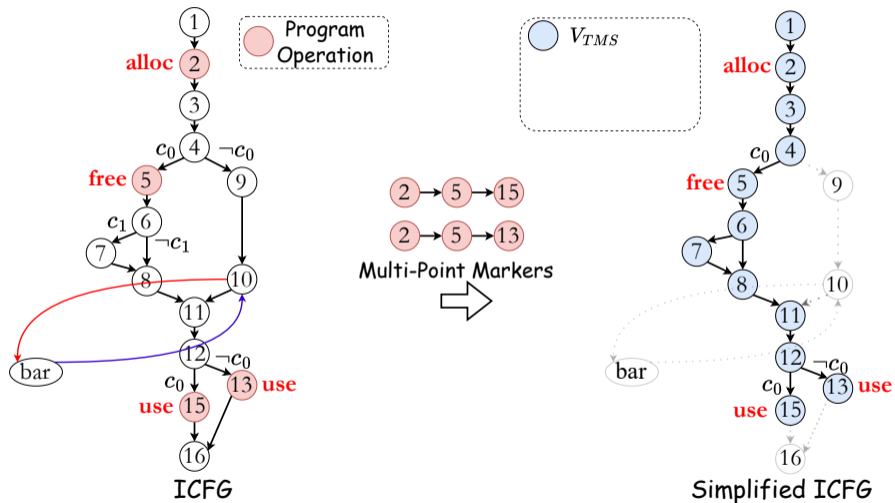 1
Program
Operation
alloc
2
3
c₀
4
¬c₀
free
5
9
c₁
6
¬c₁
7
8
10
11
bar
12
¬c₀
c₀
13
use
use
15
16
ICFG
2
5
15
2
5
13
Multi-Point Markers
V_TMS
1
alloc
2
3
c₀
4
free
5
9
6
7
8
10
11
bar
12
¬c₀
c₀
13
use
use
15
16
Simplified ICFG